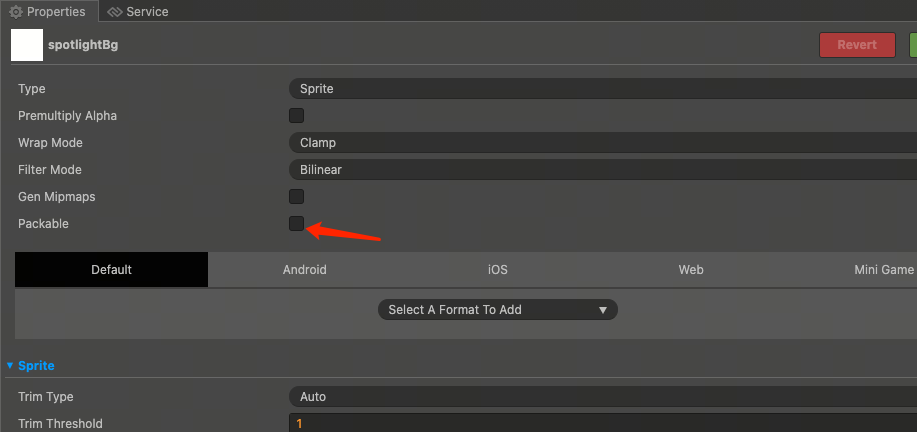 Properties Service
spotlightBg Revert
Type Sprite
Premultiply Alpha
Wrap Mode Clamp
Filter Mode Bilinear
Gen Mipmaps
Packable
Default Android iOS Web Mini Game
Select A Format To Add
Sprite
Trim Type Auto
Trim Threshold 1